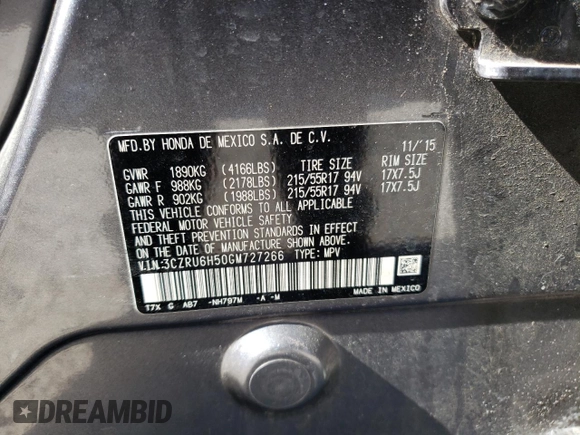 MFD.BY HONDA DE MEXICO S.A. DE C.V. 11/'15
GVWR 1890KG (4166LBS) TIRE SIZE RIM SIZE
GAWR F 988KG (2178LBS) 215/55R17 94V 17X7.5J
GAWR R 902KG (1988LBS) 215/55R17 94V 17X7.5J
THIS VEHICLE CONFORMS TO ALL APPLICABLE
FEDERAL MOTOR VEHICLE SAFETY, BUMPER,
AND THEFT PREVENTION STANDARDS IN EFFECT
ON THE DATE OF MANUFACTURE SHOWN ABOVE.
V.I.N:3CZRU6H50GM727266 TYPE: MPV
T7X G AB7 -NH797M -A -M
MADE IN MEXICO
DREAMBID